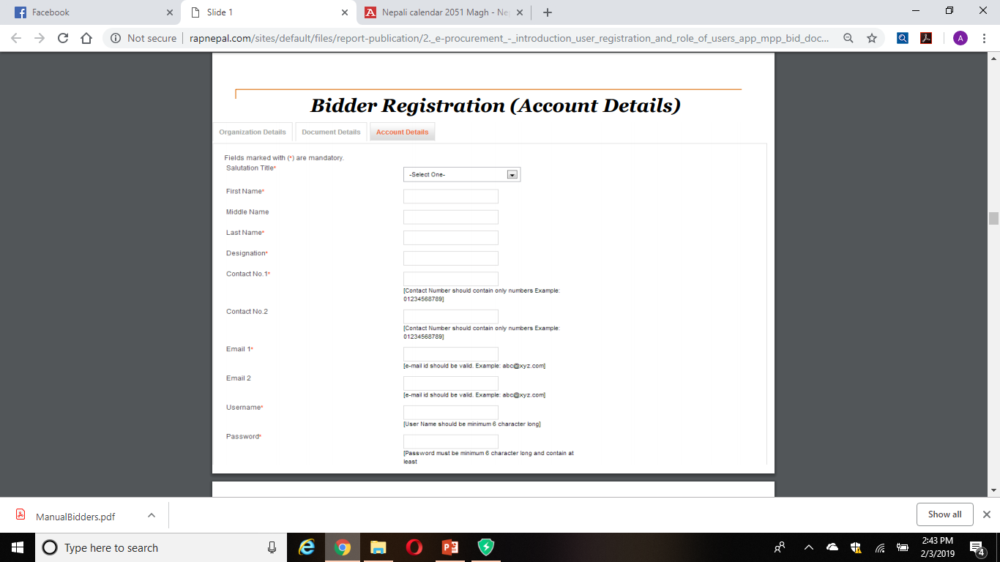 Facebook
Slide 1
Nepali calendar 2051 Magh - Ne
Not secure
rapnepal.com/sites/default/files/report-publication/2._e-procurement_-_introduction_user_registration_and_role_of_users_app_mpp_bid_doc...
A
Bidder Registration (Account Details)
Organization Details
Document Details
Account Details
Fields marked with (*) are mandatory.
Salutation Title*
-Select One-
First Name*
Middle Name
Last Name*
Designation*
Contact No.1*
[Contact Number should contain only numbers Example:
01234568789]
Contact No.2
[Contact Number should contain only numbers Example:
01234568789]
Email 1*
[e-mail id should be valid. Example: abc@xyz.com]
Email 2
[e-mail id should be valid. Example: abc@xyz.com]
Username*
[User Name should be minimum 6 character long]
Password*
[Password must be minimum 6 character long and contain at
least
ManualBidders.pdf
Show all
Type here to search
2:43 PM
2/3/2019
4